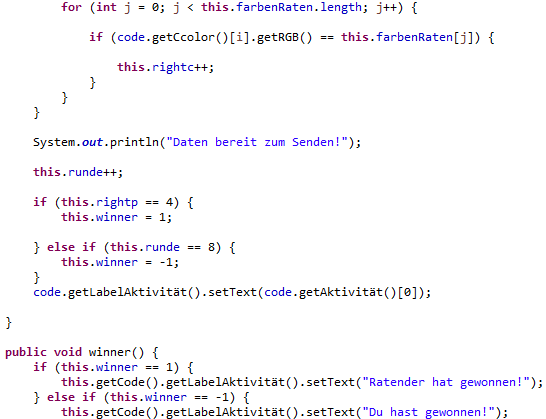 for (int j = 0; j < this.farbenRaten.length; j++) {
if (code.getCcolor()[i].getRGB() == this.farbenRaten[j]) {
this.rightc++;
}
}
}
System.out.println("Daten bereit zum Senden!");
this.runde++;
if (this.rightp == 4) {
this.winner = 1;
} else if (this.runde == 8) {
this.winner = -1;
}
code.getLabelAktivität().setText(code.getAktivität()[0]);
}
public void winner() {
if (this.winner == 1) {
this.getCode().getLabelAktivität().setText("Ratender hat gewonnen!");
} else if (this.winner == -1) {
this.getCode().getLabelAktivität().setText("Du hast gewonnen!");